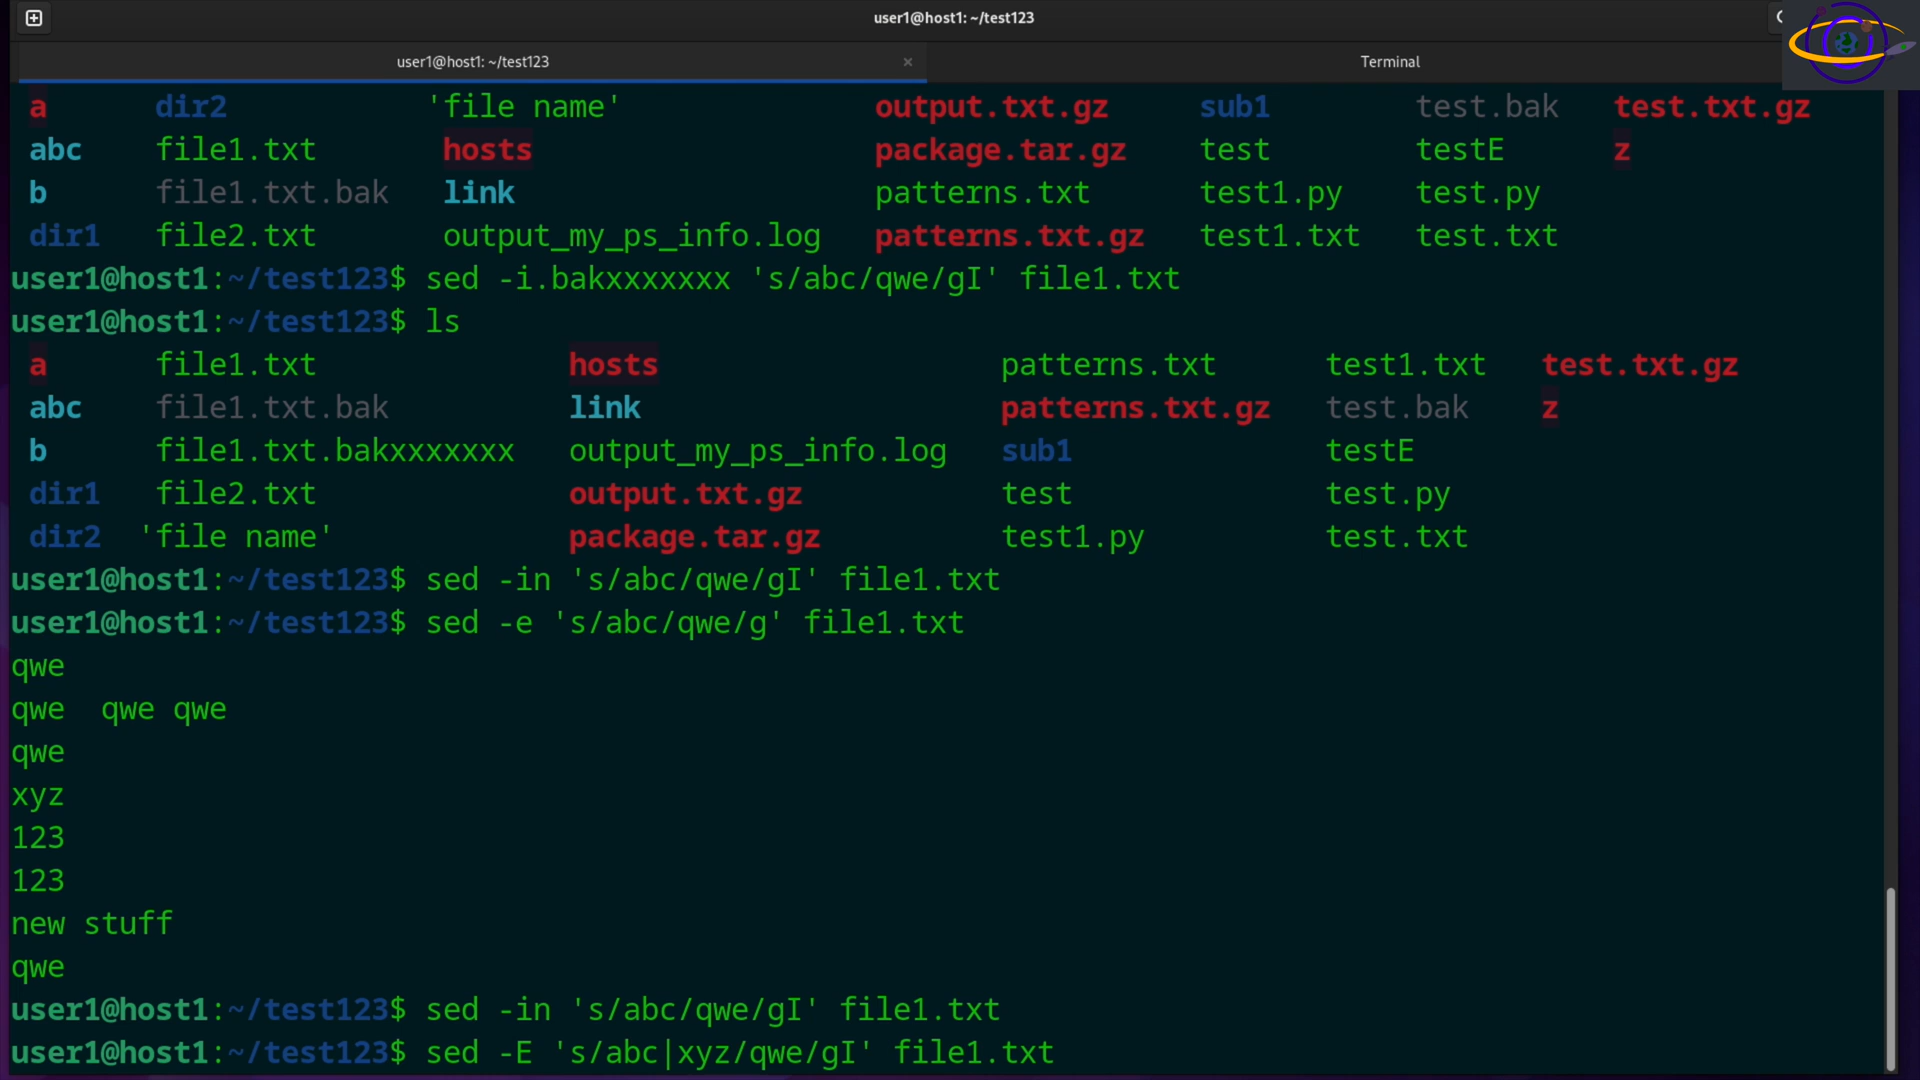 user1@host1: ~/test123
user1@host1: ~/test123 × Terminal
a dir2 'file name' output.txt.gz sub1 test.bak test.txt.gz
abc file1.txt hosts package.tar.gz test testE z
b file1.txt.bak link patterns.txt test1.py test.py
dir1 file2.txt output_my_ps_info.log patterns.txt.gz test1.txt test.txt
user1@host1:~/test123$ sed -i.bakxxxxxxx 's/abc/qwe/gI' file1.txt
user1@host1:~/test123$ ls
a file1.txt hosts patterns.txt test1.txt test.txt.gz
abc file1.txt.bak link patterns.txt.gz test.bak z
b file1.txt.bakxxxxxxx output_my_ps_info.log sub1 testE
dir1 file2.txt output.txt.gz test test.py
dir2 'file name' package.tar.gz test1.py test.txt
user1@host1:~/test123$ sed -in 's/abc/qwe/gI' file1.txt
user1@host1:~/test123$ sed -e 's/abc/qwe/g' file1.txt
qwe
qwe  qwe qwe
qwe
xyz
123
123
new stuff
qwe
user1@host1:~/test123$ sed -in 's/abc/qwe/gI' file1.txt
user1@host1:~/test123$ sed -E 's/abc|xyz/qwe/gI' file1.txt